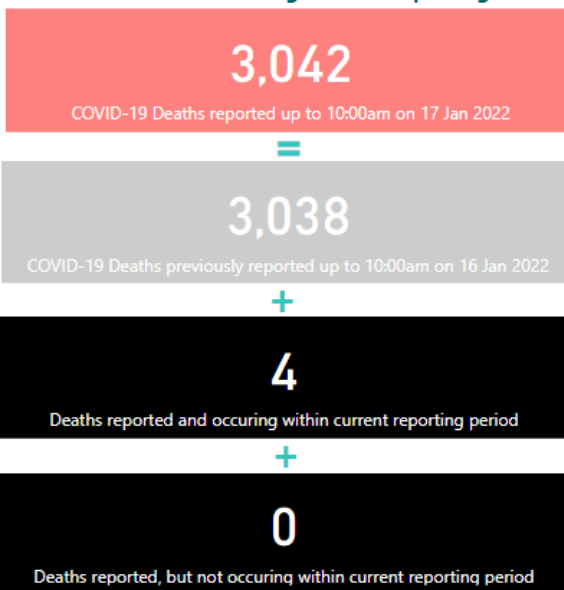 3,042
COVID-19 Deaths reported up to 10:00am on 17 Jan 2022
=
3,038
COVID-19 Deaths previously reported up to 10:00am on 16 Jan 2022
+
4
Deaths reported and occuring within current reporting period
+
0
Deaths reported, but not occuring within current reporting period